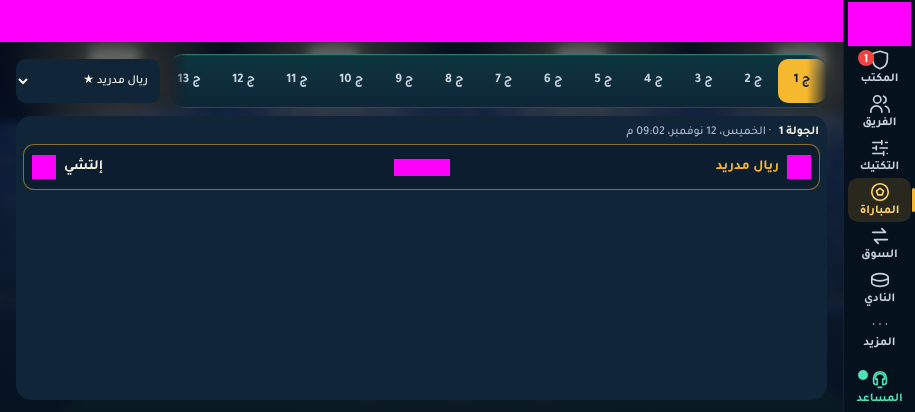 1
المكتب
الفريق
التكتيك
المباراة
السوق
النادي
المزيد
المساعد
ج 1 ج 2 ج 3 ج 4 ج 5 ج 6 ج 7 ج 8 ج 9 ج 10 ج 11 ج 12 ج 13
ريال مدريد ★
الجولة 1 · الخميس، 12 نوفمبر، 09:02 م
ريال مدريد
إلتشي